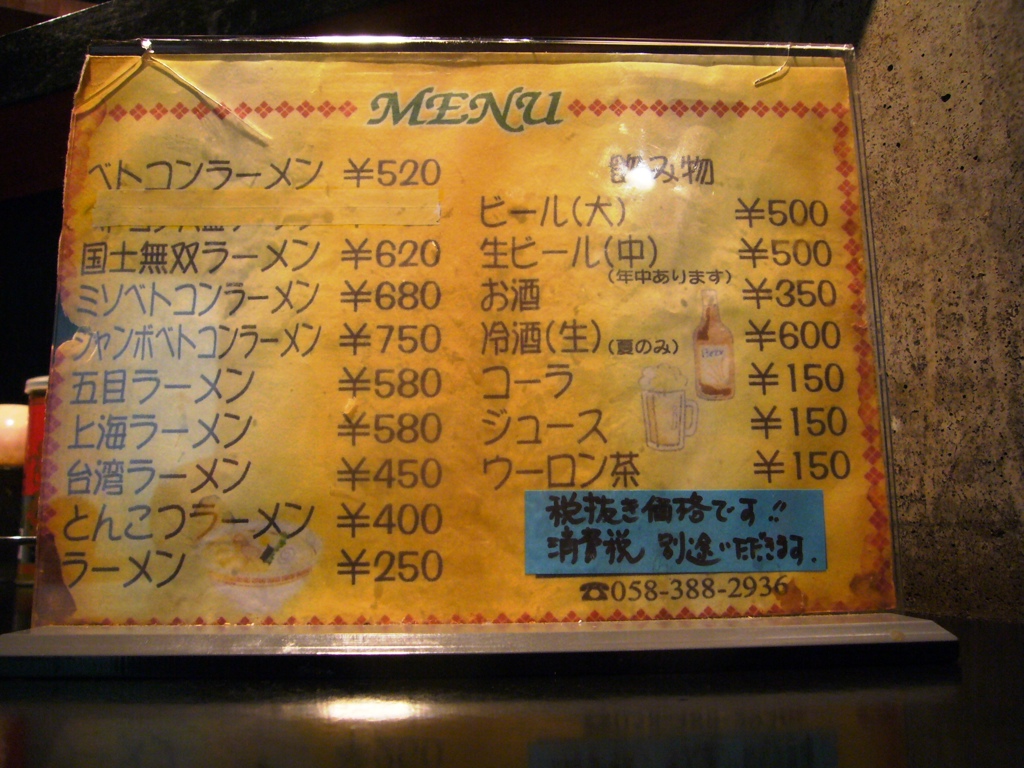 MENU
ベトコンラーメン ¥520
国士無双ラーメン ¥620
ミソベトコンラーメン ¥680
ジャンボベトコンラーメン ¥750
五目ラーメン ¥580
上海ラーメン ¥580
台湾ラーメン ¥450
とんこつラーメン ¥400
ラーメン ¥250
飲み物
ビール(大) ¥500
生ビール(中) ¥500
(年中あります)
お酒 ¥350
冷酒(生)(夏のみ) ¥600
コーラ ¥150
ジュース ¥150
ウーロン茶 ¥150
税抜き価格です!!
消費税 別途いただきます.
☎058-388-2936